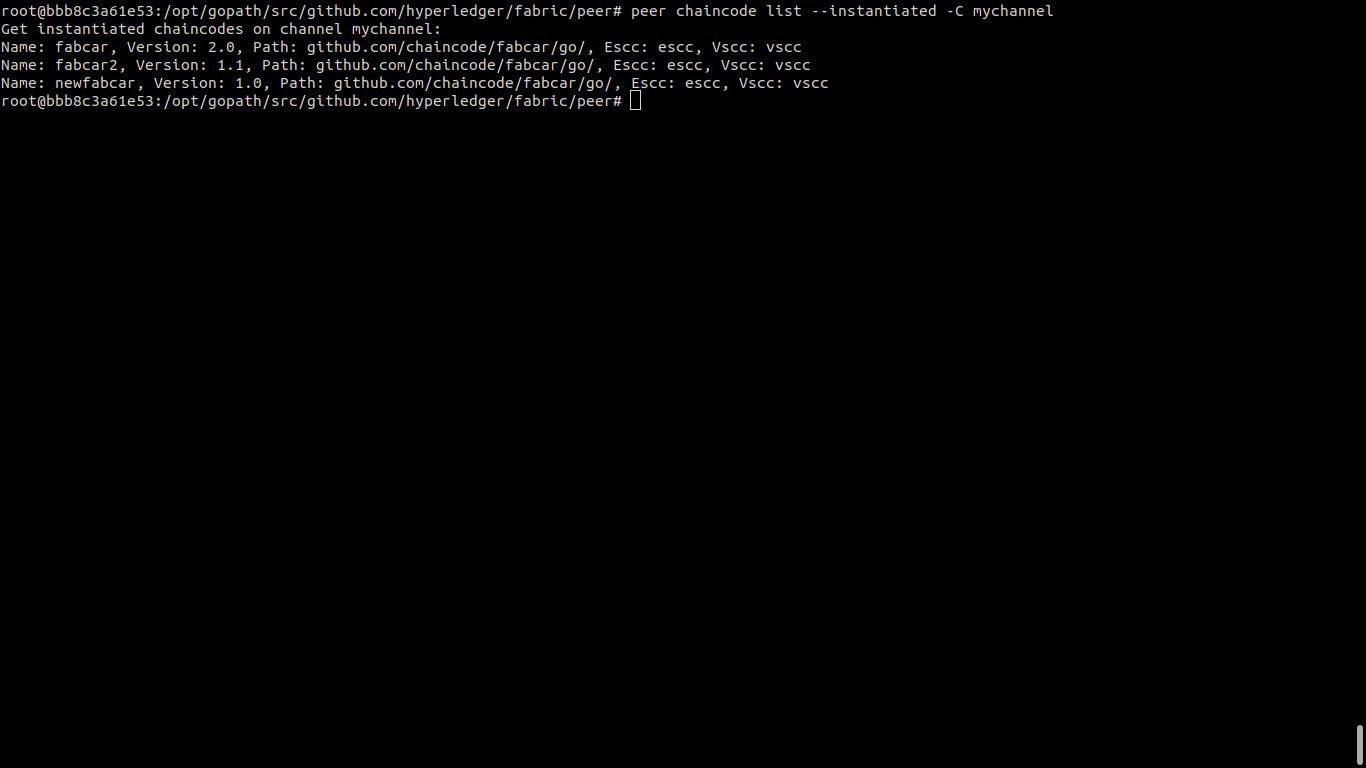 root@bbb8c3a61e53:/opt/gopath/src/github.com/hyperledger/fabric/peer# peer chaincode list --instantiated -C mychannel
Get instantiated chaincodes on channel mychannel:
Name: fabcar, Version: 2.0, Path: github.com/chaincode/fabcar/go/, Escc: escc, Vscc: vscc
Name: fabcar2, Version: 1.1, Path: github.com/chaincode/fabcar/go/, Escc: escc, Vscc: vscc
Name: newfabcar, Version: 1.0, Path: github.com/chaincode/fabcar/go/, Escc: escc, Vscc: vscc
root@bbb8c3a61e53:/opt/gopath/src/github.com/hyperledger/fabric/peer#